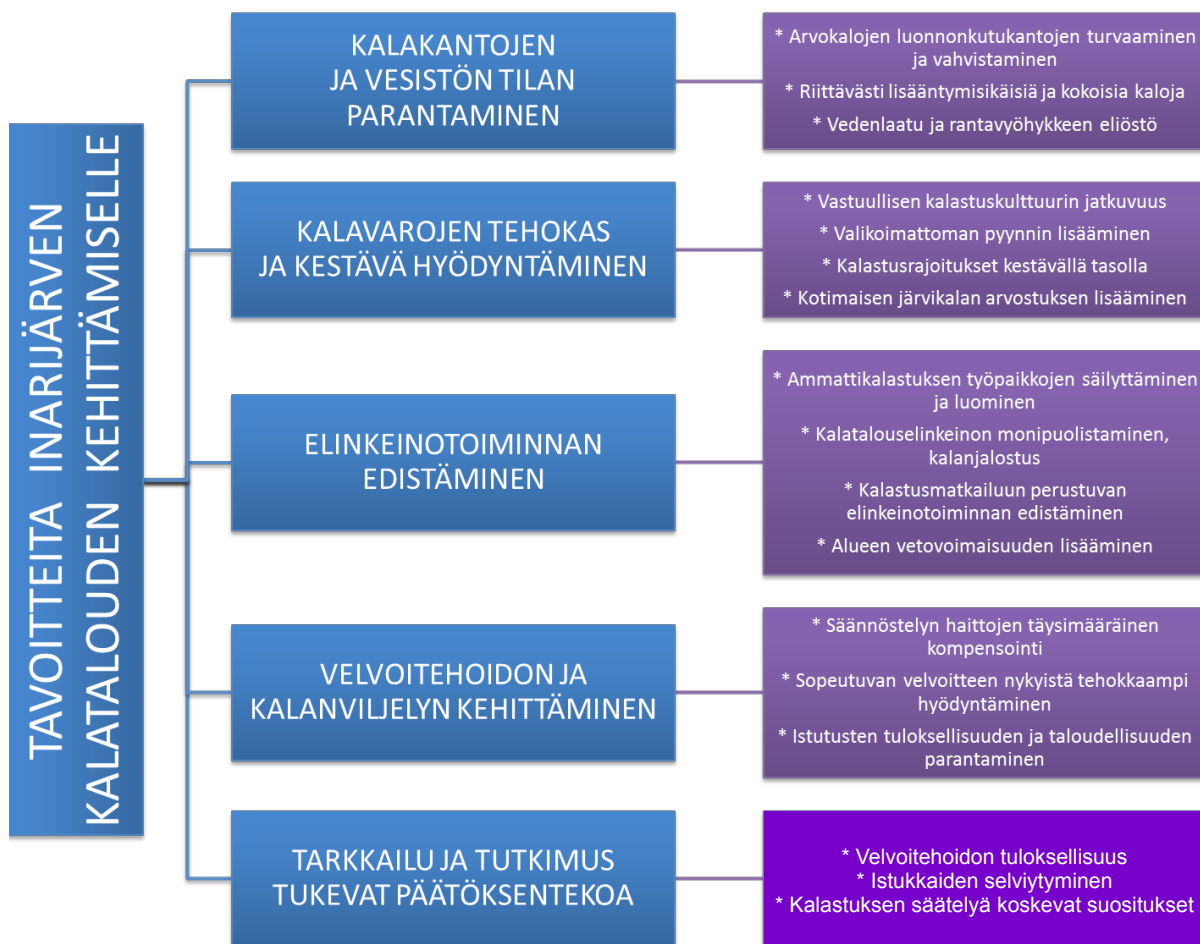 TAVOITTEITA INARIJÄRVEN
KALATALOUDEN KEHITTÄMISELLE
KALAKANTOJEN
JA VESISTÖN TILAN
PARANTAMINEN
* Arvokalojen luonnonkutukantojen turvaaminen
ja vahvistaminen
* Riittävästi lisääntymisikäisiä ja kokoisia kaloja
* Vedenlaatu ja rantavyöhykkeen eliöstö
KALAVAROJEN TEHOKAS
JA KESTÄVÄ HYÖDYNTÄMINEN
* Vastuullisen kalastuskulttuurin jatkuvuus
* Valikoimattoman pyynnin lisääminen
* Kalastusrajoitukset kestävällä tasolla
* Kotimaisen järvikalan arvostuksen lisääminen
ELINKEINOTOIMINNAN
EDISTÄMINEN
* Ammattikalastuksen työpaikkojen säilyttäminen
ja luominen
* Kalatalouselinkeinon monipuolistaminen,
kalanjalostus
* Kalastusmatkailuun perustuvan
elinkeinotoiminnan edistäminen
* Alueen vetovoimaisuuden lisääminen
VELVOITEHOIDON JA
KALANVILJELYN KEHITTÄMINEN
* Säännöstelyn haittojen täysimääräinen
kompensointi
* Sopeutuvan velvoitteen nykyistä tehokkaampi
hyödyntäminen
* Istutusten tuloksellisuuden ja taloudellisuuden
parantaminen
TARKKAILU JA TUTKIMUS
TUKEVAT PÄÄTÖKSENTEKOA
* Velvoitehoidon tuloksellisuus
* Istukkaiden selviytyminen
* Kalastuksen säätelyä koskevat suositukset